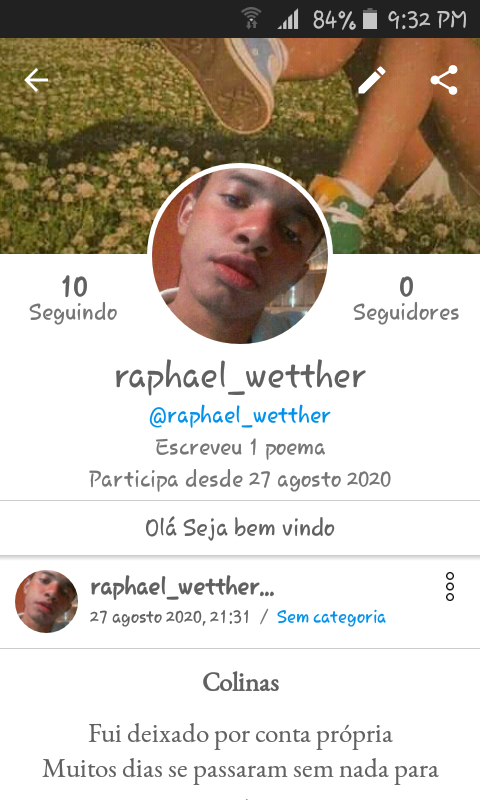 84% 9:32 PM
10
Seguindo
0
Seguidores
raphael_wetther
@raphael_wetther
Escreveu 1 poema
Participa desde 27 agosto 2020
Olá Seja bem vindo
raphael_wetther...
27 agosto 2020, 21:31 / Sem categoria
Colinas
Fui deixado por conta própria
Muitos dias se passaram sem nada para